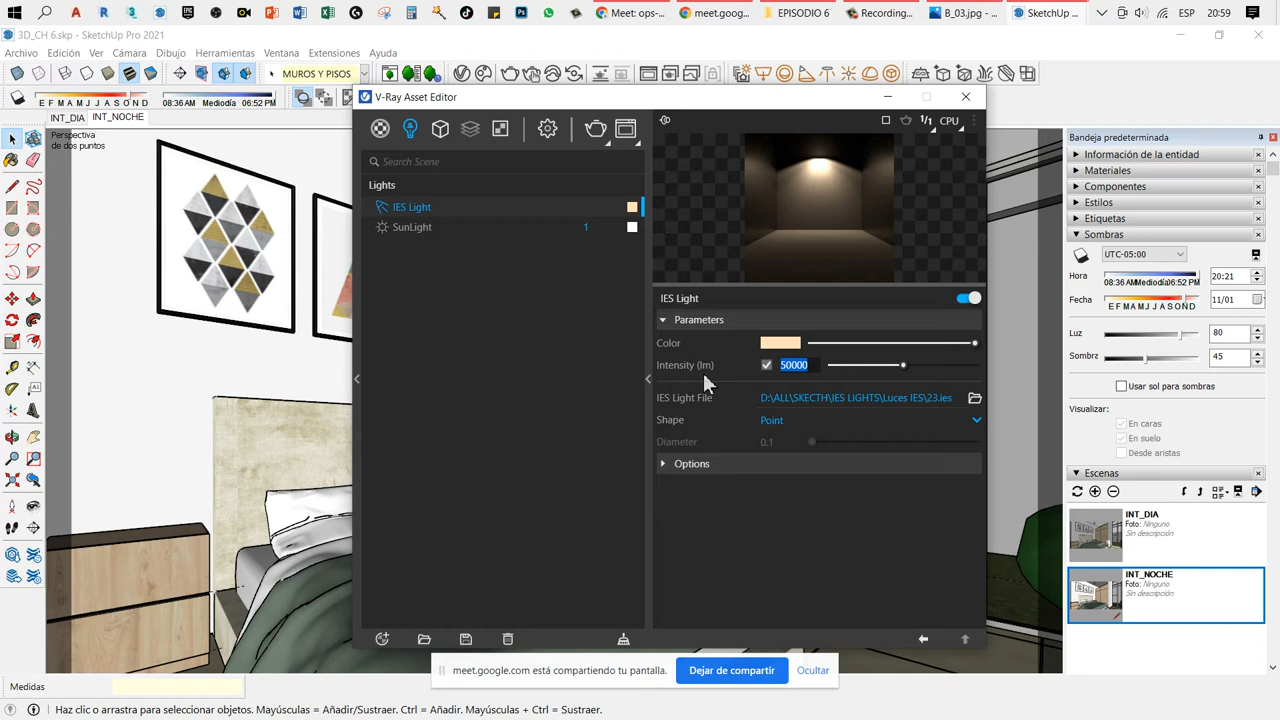 Meet: ops-...
meet.goog...
EPISODIO 6
Recording...
B_03.jpg - ...
SketchUp ...
ESP
20:59
3D_CH 6.skp - SketchUp Pro 2021
Archivo Edición Ver Cámara Dibujo Herramientas Ventana Extensiones Ayuda
MUROS Y PISOS
E F M A M J J A S O N D
08:36 AM Mediodía 06:52 PM
INT_DIA INT_NOCHE
Perspectiva
de dos puntos
V-Ray Asset Editor
1/1 CPU
Search Scene
Lights
IES Light
SunLight 1
IES Light
Parameters
Color
Intensity (lm) 50000
IES Light File D:\ALL\SKECTH\IES LIGHTS\Luces IES\23.ies
Shape Point
Diameter 0.1
Options
Bandeja predeterminada
Información de la entidad
Materiales
Componentes
Estilos
Etiquetas
Sombras
UTC-05:00
Hora 08:36 AM Mediodía 06:52 PM 20:21
Fecha E F M A M J J A S O N D 11/01
Luz 80
Sombra 45
Usar sol para sombras
Visualizar:
En caras
En suelo
Desde aristas
Escenas
INT_DIA
Foto: Ninguno
Sin descripción
INT_NOCHE
Foto: Ninguno
Sin descripción
meet.google.com está compartiendo tu pantalla.
Dejar de compartir
Ocultar
Medidas
Haz clic o arrastra para seleccionar objetos. Mayúsculas = Añadir/Sustraer. Ctrl = Añadir. Mayúsculas + Ctrl = Sustraer.